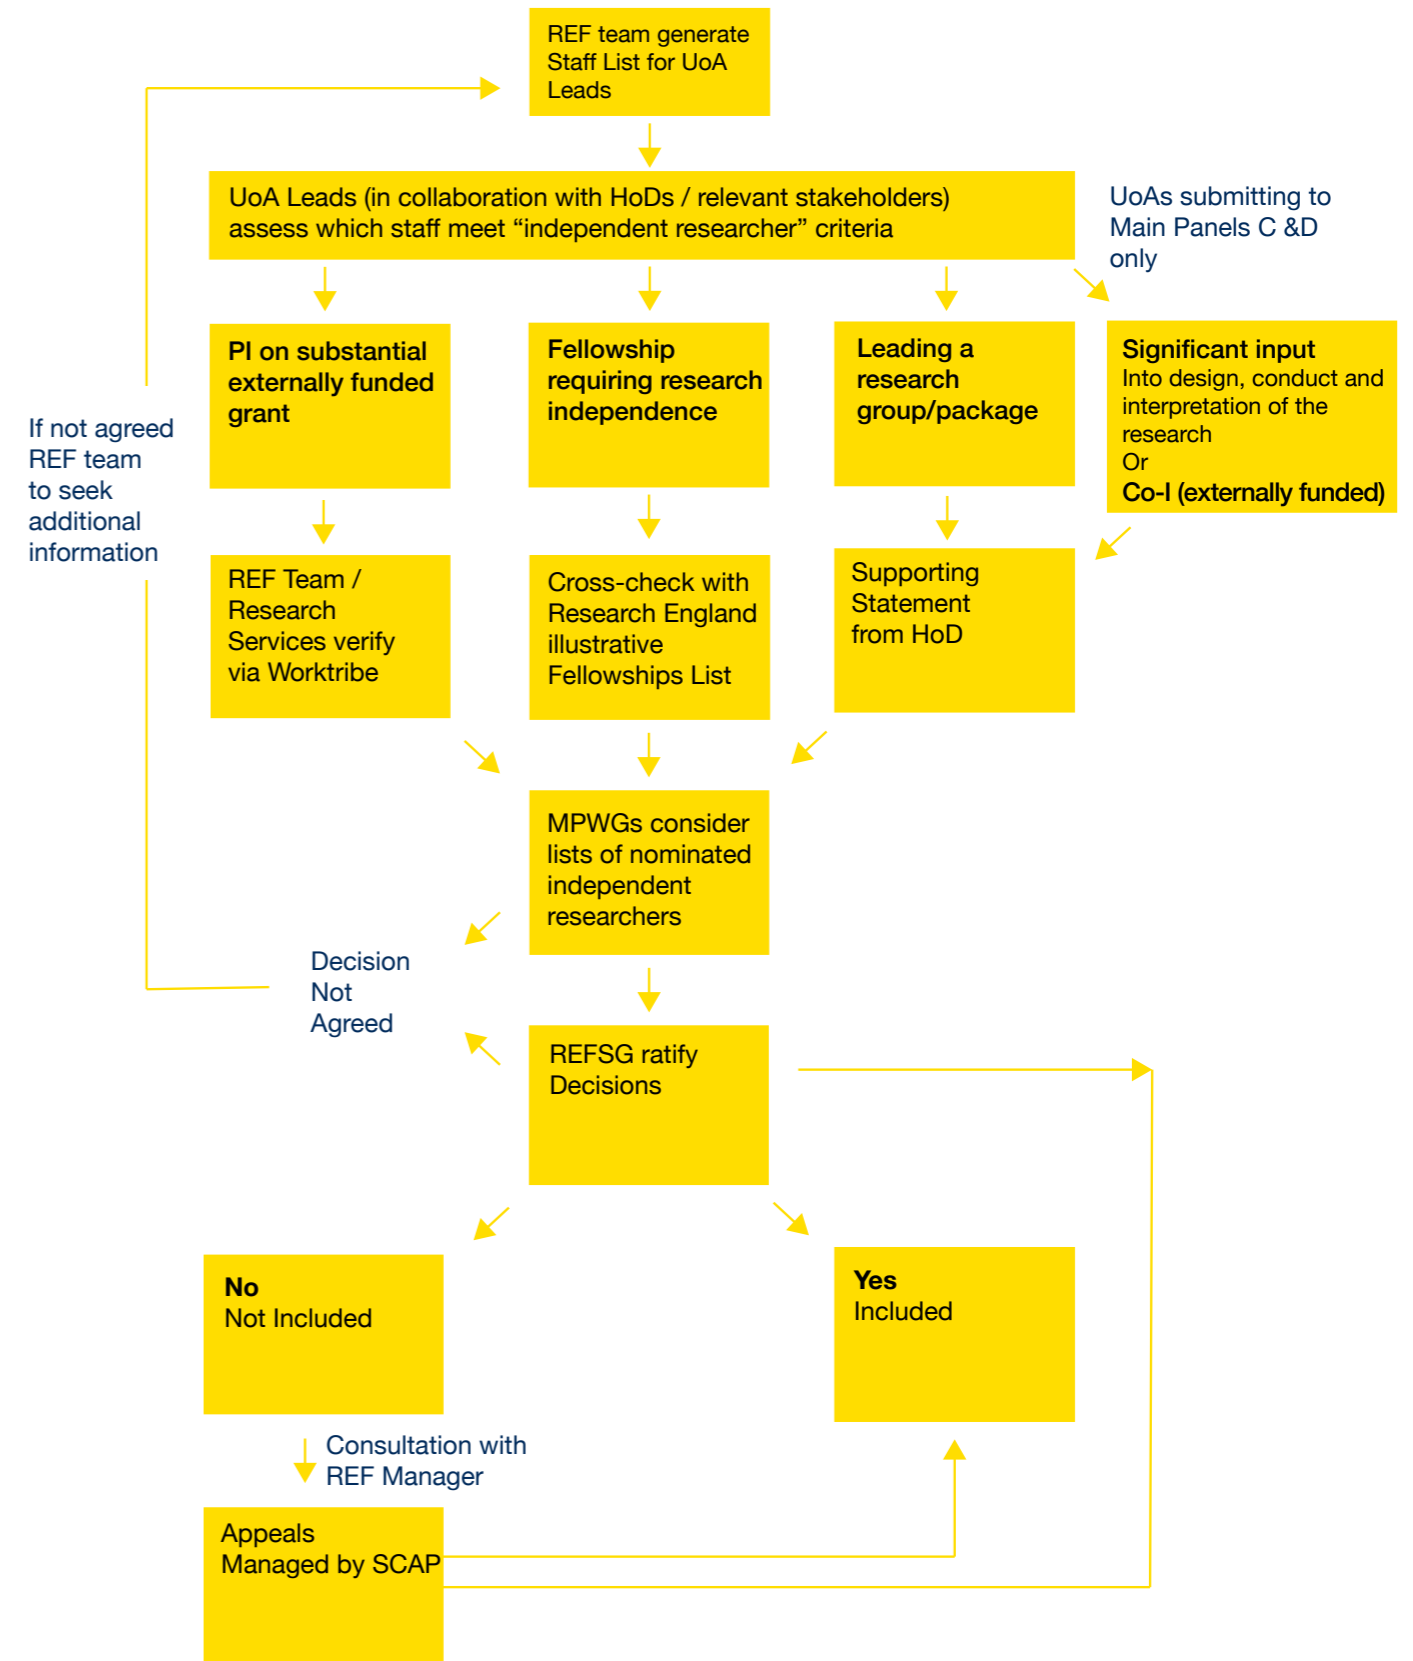 REF team generate
Staff List for UoA
Leads
UoA Leads (in collaboration with HoDs / relevant stakeholders)
assess which staff meet “independent researcher” criteria
UoAs submitting to
Main Panels C &D
only
PI on substantial
externally funded
grant
Fellowship
requiring research
independence
Leading a
research
group/package
Significant input
Into design, conduct and
interpretation of the
research
Or
Co-I (externally funded)
If not agreed
REF team
to seek
additional
information
REF Team /
Research
Services verify
via Worktribe
Cross-check with
Research England
illustrative
Fellowships List
Supporting
Statement
from HoD
MPWGs consider
lists of nominated
independent
researchers
Decision
Not
Agreed
REFSG ratify
Decisions
No
Not Included
Yes
Included
Consultation with
REF Manager
Appeals
Managed by SCAP